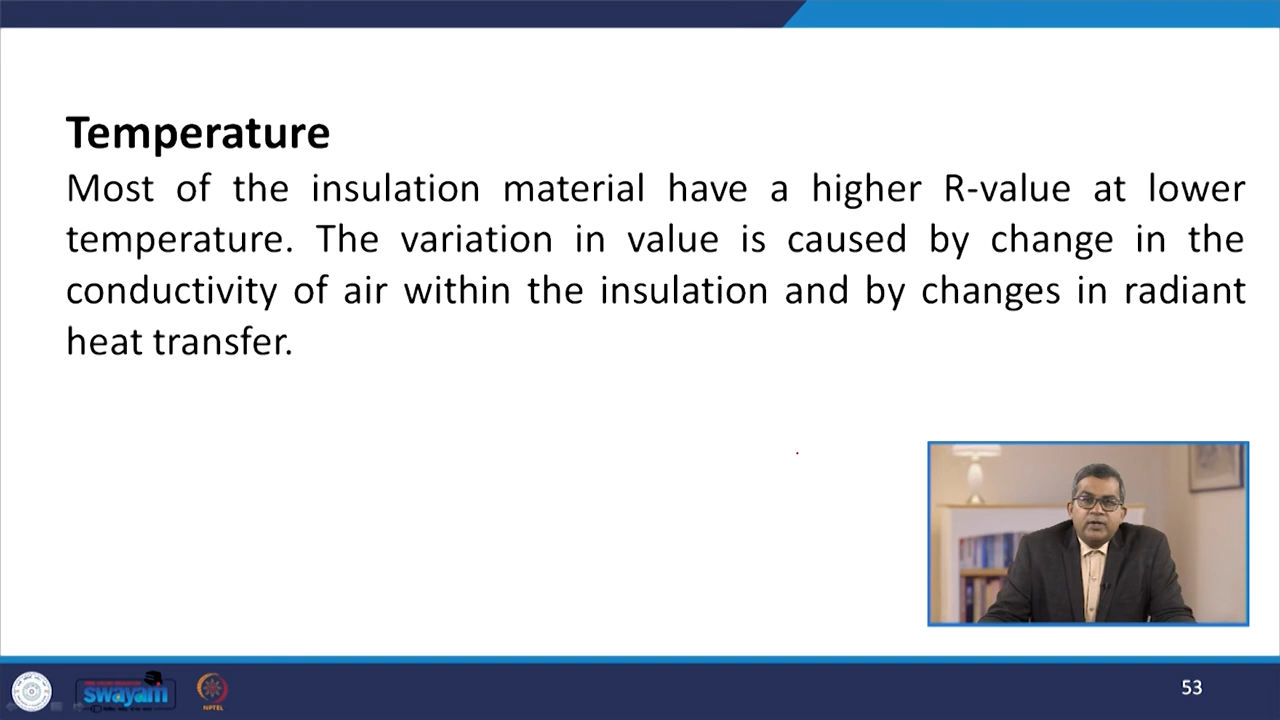 Temperature
Most of the insulation material have a higher R-value at lower
temperature. The variation in value is caused by change in the
conductivity of air within the insulation and by changes in radiant
heat transfer.
swayam
NPTEL
53